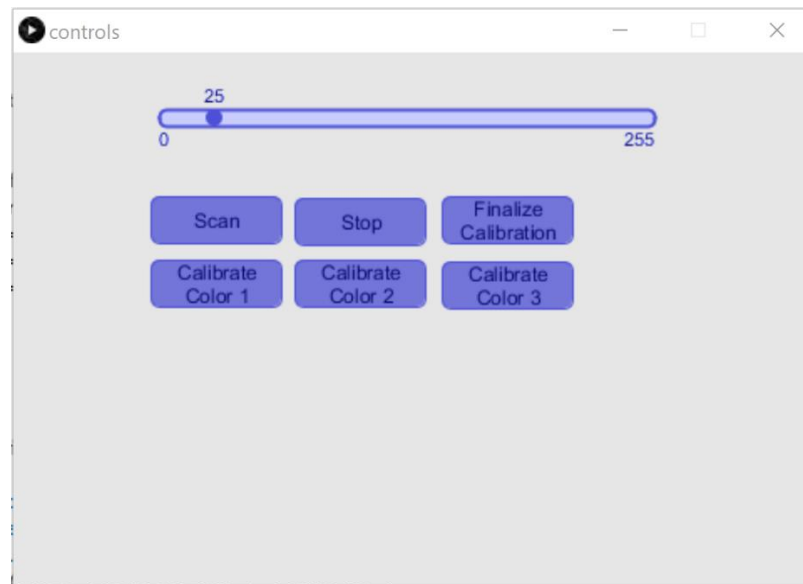 controls
25
0 255
Scan
Stop
Finalize
Calibration
Calibrate
Color 1
Calibrate
Color 2
Calibrate
Color 3